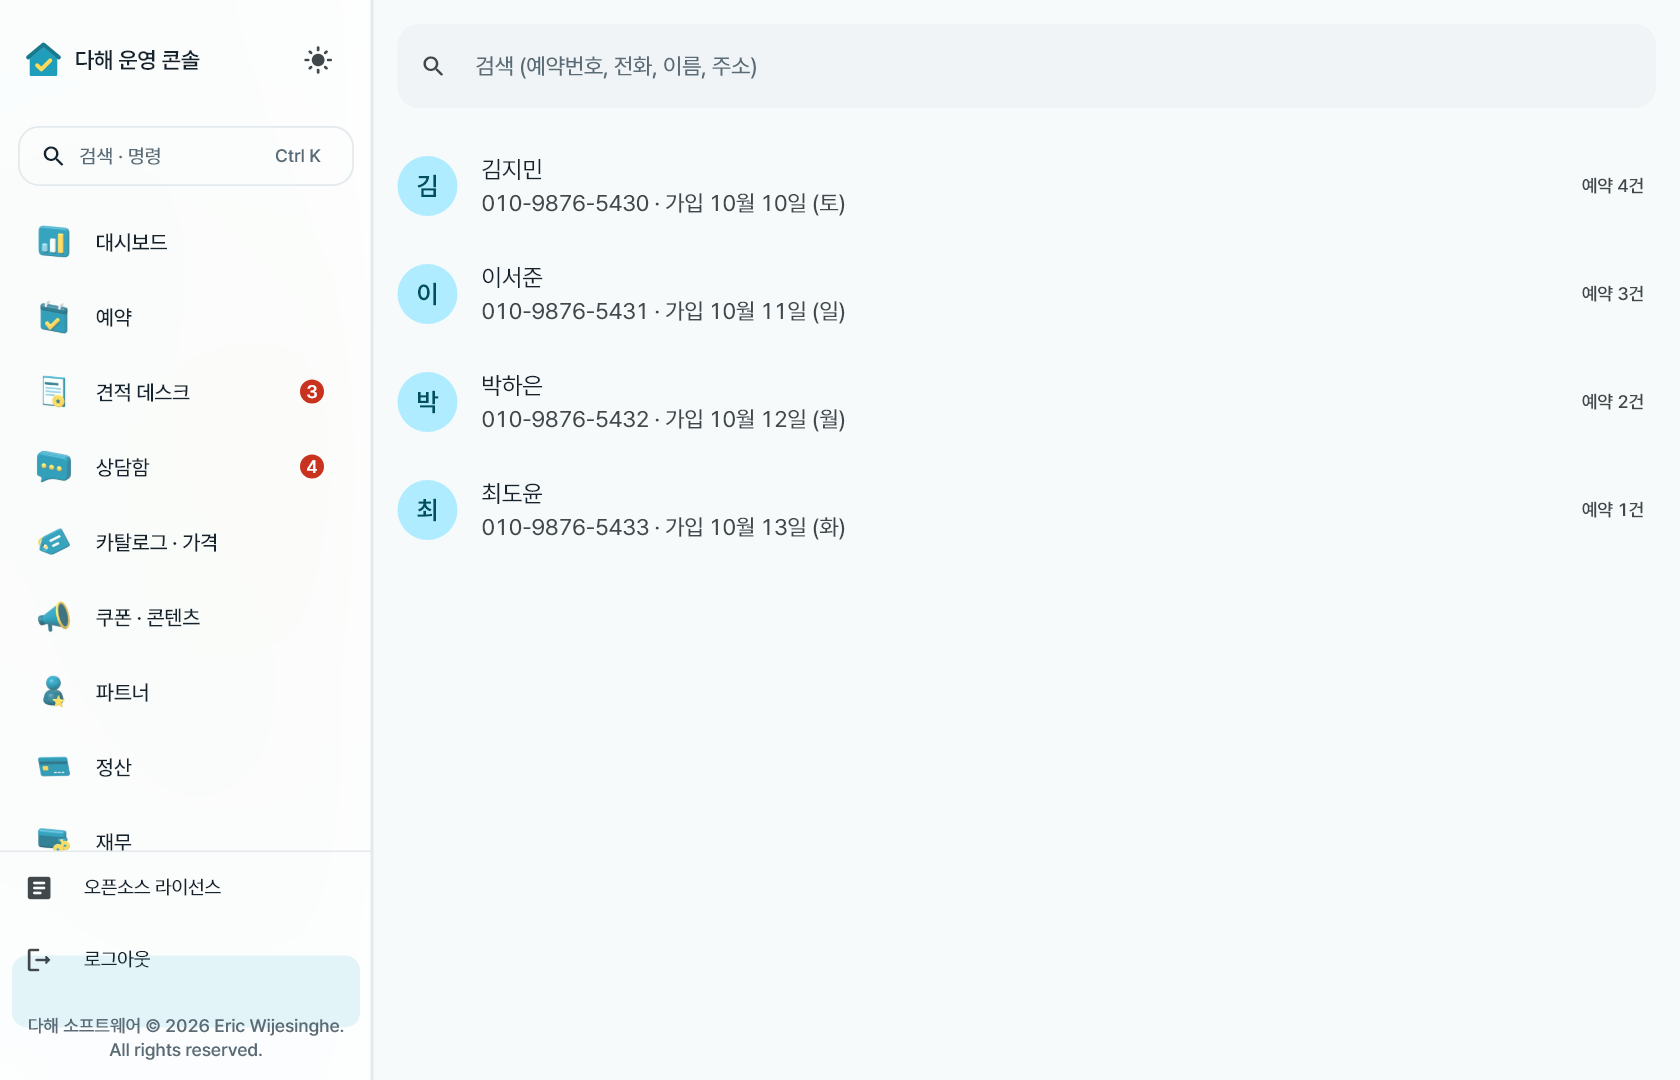 다해 운영 콘솔
검색 · 명령 Ctrl K
대시보드
예약
견적 데스크 3
상담함 4
카탈로그 · 가격
쿠폰 · 콘텐츠
파트너
정산
재무
오픈소스 라이선스
로그아웃
다해 소프트웨어 © 2026 Eric Wijesinghe.
All rights reserved.
검색 (예약번호, 전화, 이름, 주소)
김
김지민
010-9876-5430 · 가입 10월 10일 (토)
예약 4건
이
이서준
010-9876-5431 · 가입 10월 11일 (일)
예약 3건
박
박하은
010-9876-5432 · 가입 10월 12일 (월)
예약 2건
최
최도윤
010-9876-5433 · 가입 10월 13일 (화)
예약 1건